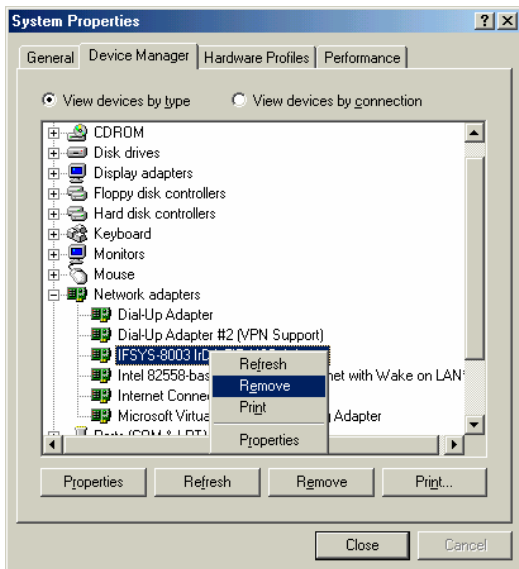 System Properties
General Device Manager Hardware Profiles Performance
View devices by type View devices by connection
CDROM
Disk drives
Display adapters
Floppy disk controllers
Hard disk controllers
Keyboard
Monitors
Mouse
Network adapters
Dial-Up Adapter
Dial-Up Adapter #2 (VPN Support)
IFSYS-8003
Refresh
Intel 82558-bas net with Wake on LAN*
Remove
Internet Conne
Print
Microsoft Virtua g Adapter
Properties
Properties Refresh Remove Print...
Close Cancel